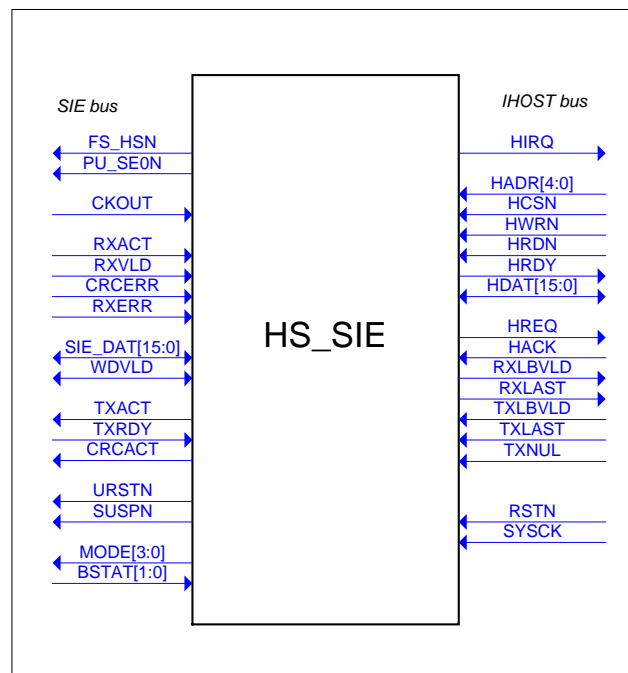 SIE bus
FS_HSN
PU_SE0N
CKOUT
RXACT
RXVLD
CRCERR
RXERR
SIE_DAT[15:0]
WDVLD
TXACT
TXRDY
CRCACT
URSTN
SUSPN
MODE[3:0]
BSTAT[1:0]
HS_SIE
IHOST bus
HIRQ
HADR[4:0]
HCSN
HWRN
HRDN
HRDY
HDAT[15:0]
HREQ
HACK
RXLBVLD
RXLAST
TXLBVLD
TXLAST
TXNUL
RSTN
SYSCK